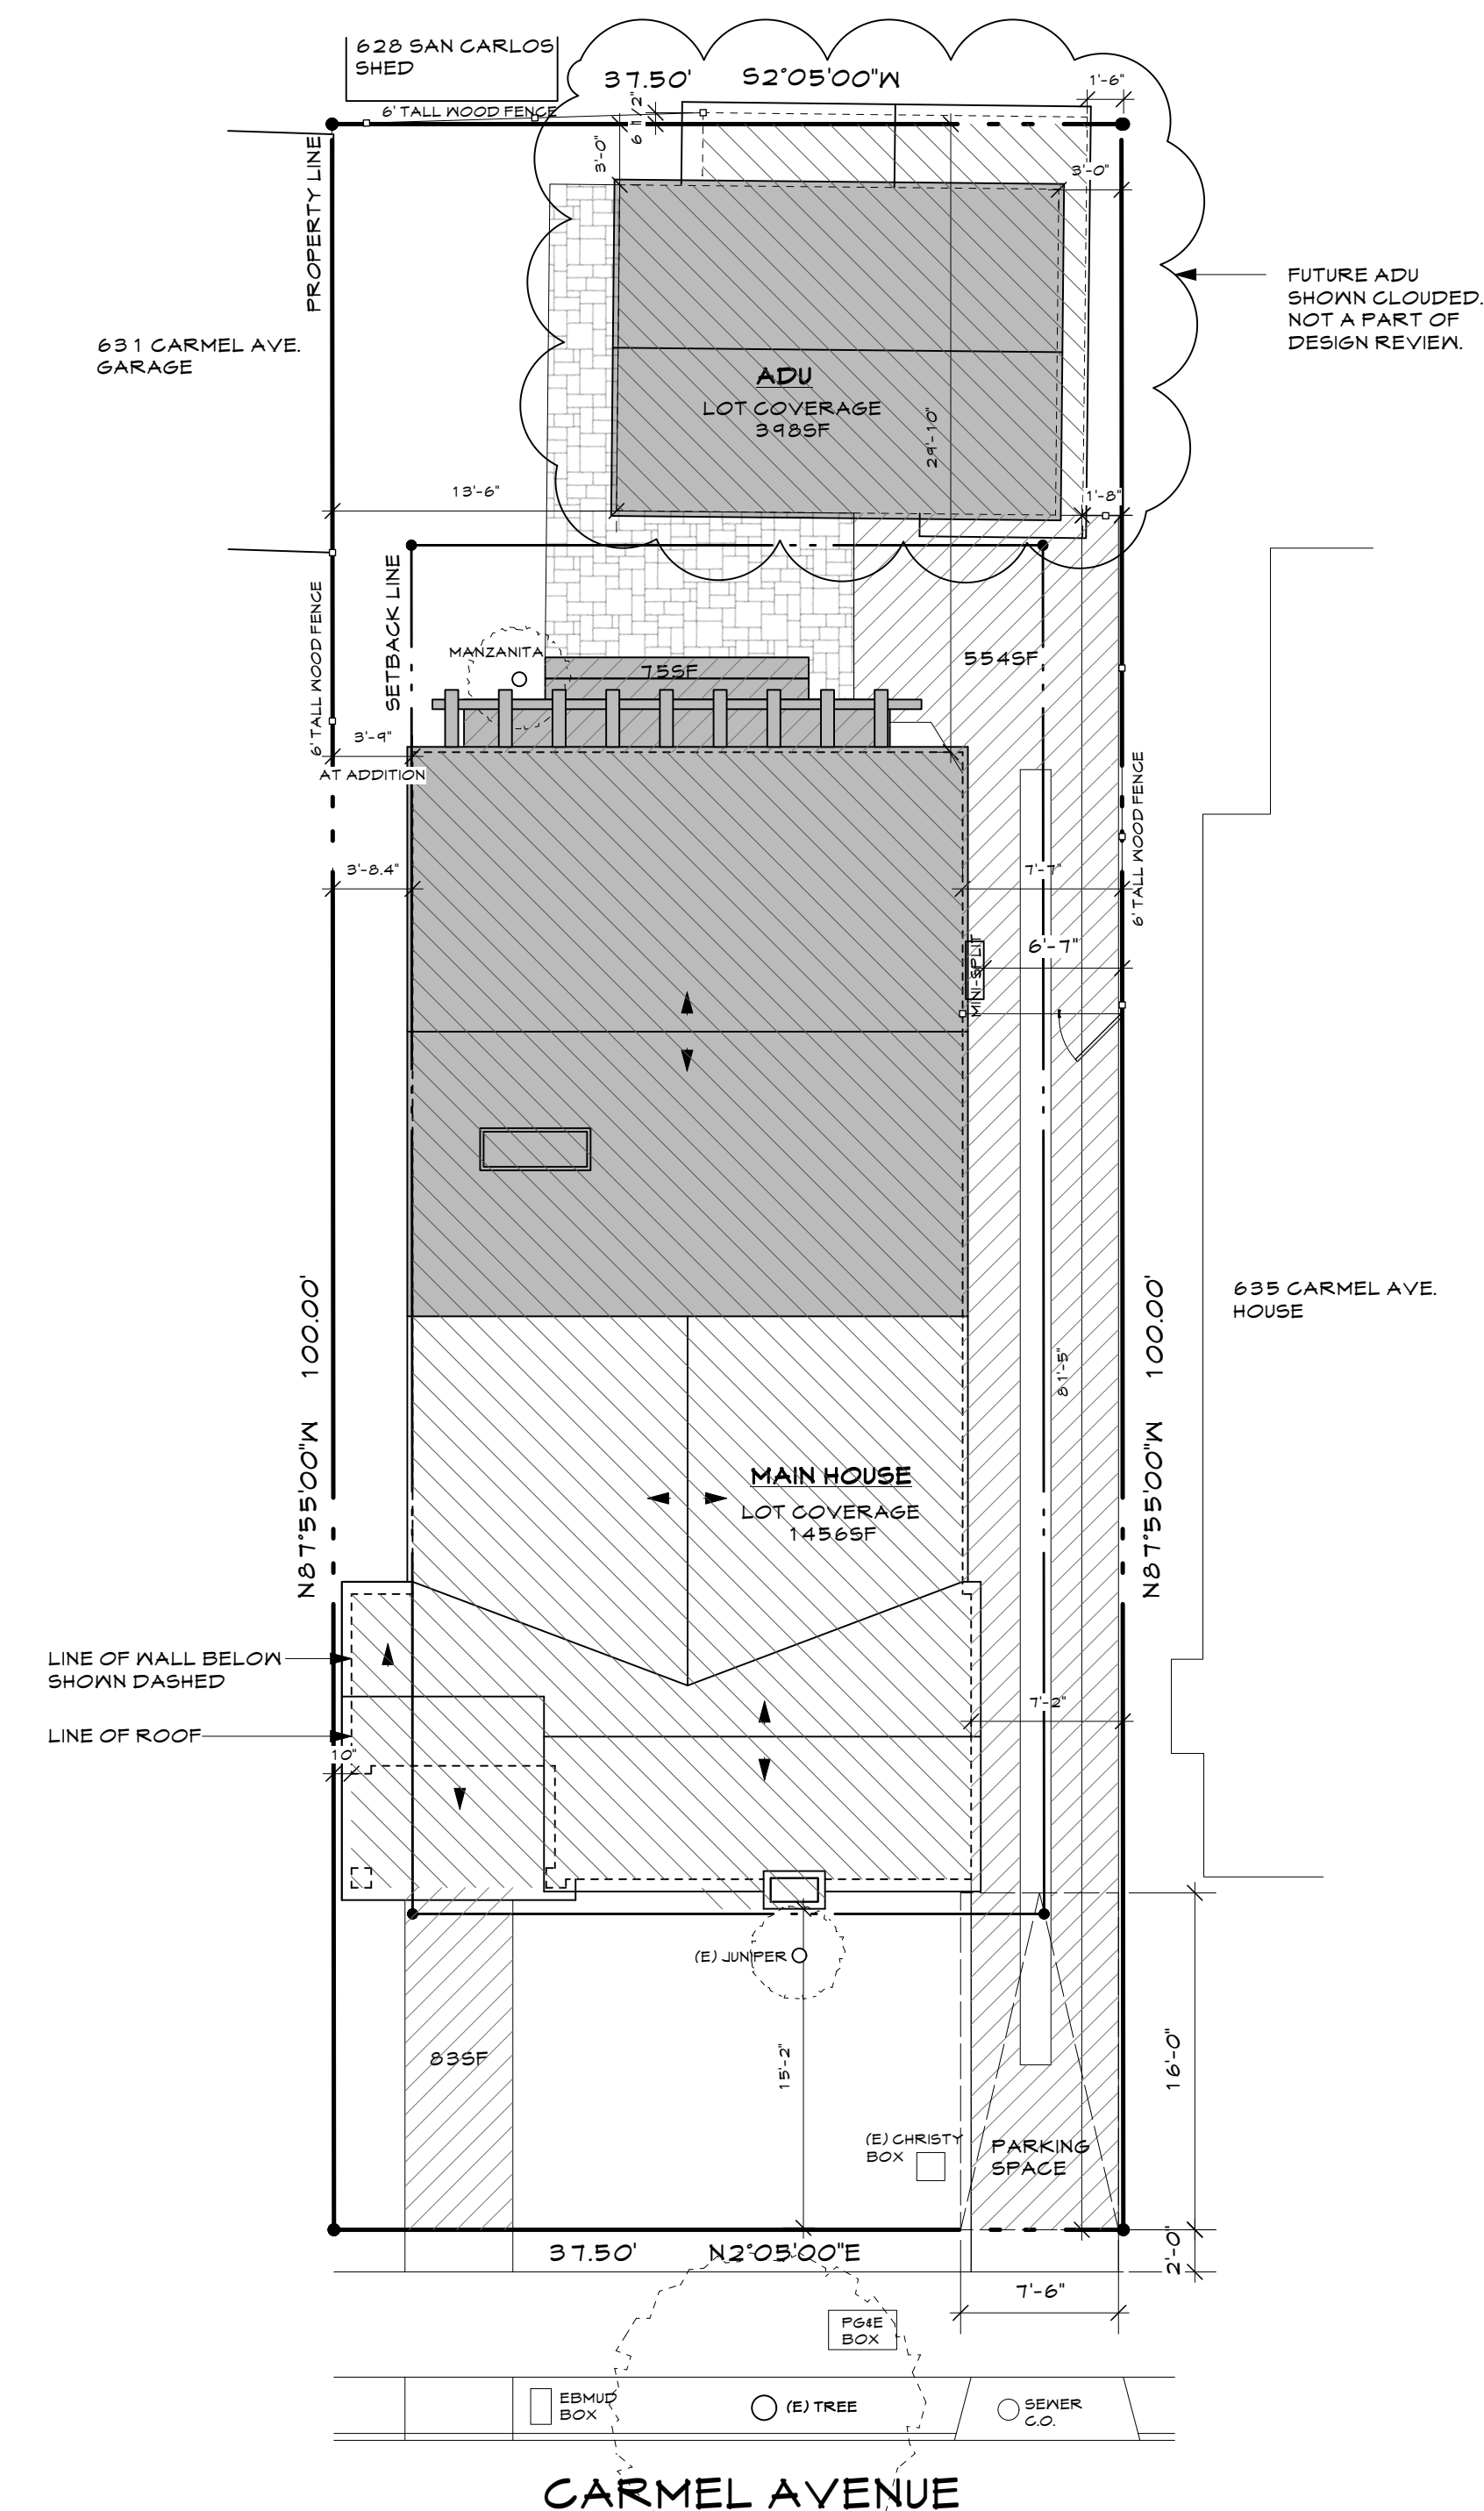 628 SAN CARLOS
SHED
37.50'
S2°05'00"W
1'-6"
6' TALL WOOD FENCE
6 1/2"
3'-0"
3'-0"
PROPERTY LINE
FUTURE ADU
SHOWN CLOUDED.
NOT A PART OF
DESIGN REVIEW.
631 CARMEL AVE.
GARAGE
ADU
LOT COVERAGE
398SF
29'-10"
13'-6"
1'-8"
SETBACK LINE
6' TALL WOOD FENCE
MANZANITA
75SF
554SF
3'-9"
AT ADDITION
6' TALL WOOD FENCE
3'-8.4"
7'-7"
6'-7"
MINI-SPLIT
N87°55'00"W 100.00'
N87°55'00"W 100.00'
635 CARMEL AVE.
HOUSE
81'-5"
MAIN HOUSE
LOT COVERAGE
1456SF
LINE OF WALL BELOW
SHOWN DASHED
7'-2"
LINE OF ROOF
10"
(E) JUNIPER
83SF
15'-2"
16'-0"
(E) CHRISTY
BOX
PARKING
SPACE
37.50'
N2°05'00"E
2'-0"
7'-6"
PG&E
BOX
EBMUD
BOX
(E) TREE
SEWER
C.O.
CARMEL AVENUE